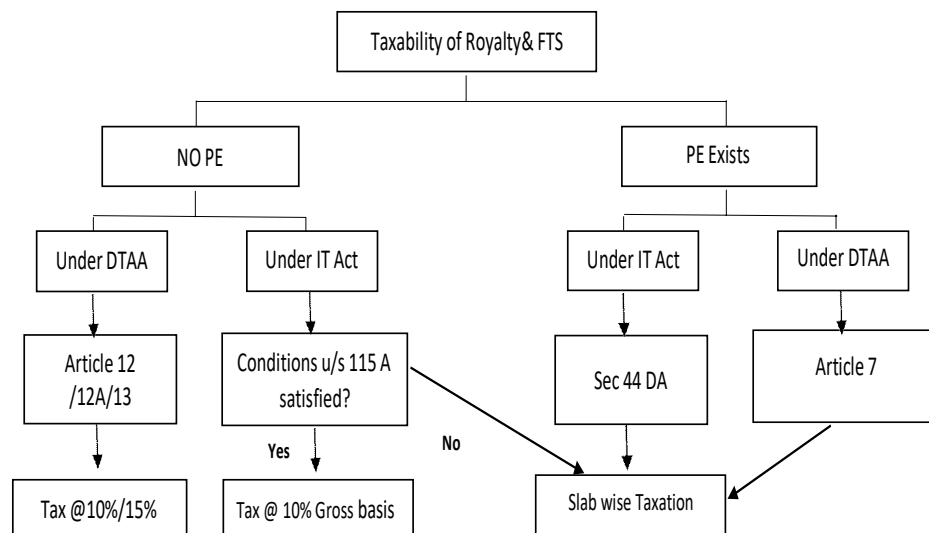 Taxability of Royalty& FTS
NO PE
PE Exists
Under DTAA
Under IT Act
Under IT Act
Under DTAA
Article 12
/12A/13
Conditions u/s 115 A
satisfied?
Sec 44 DA
Article 7
Yes
No
Tax @10%/15%
Tax @ 10% Gross basis
Slab wise Taxation